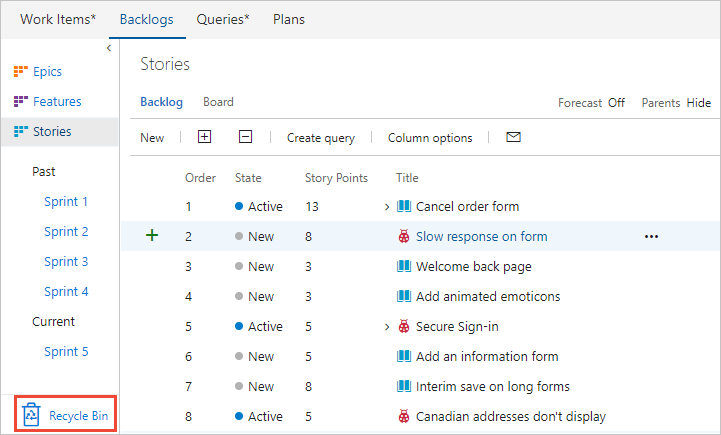 Work Items* Backlogs Queries* Plans
Epics
Features
Stories
Past
Sprint 1
Sprint 2
Sprint 3
Sprint 4
Current
Sprint 5
Recycle Bin
Stories
Backlog Board Forecast Off Parents Hide
New Create query Column options
Order State Story Points Title
1 Active 13 Cancel order form
2 New 8 Slow response on form
3 New 3 Welcome back page
4 New 3 Add animated emoticons
5 Active 5 Secure Sign-in
6 New 5 Add an information form
7 New 8 Interim save on long forms
8 Active 5 Canadian addresses don't display